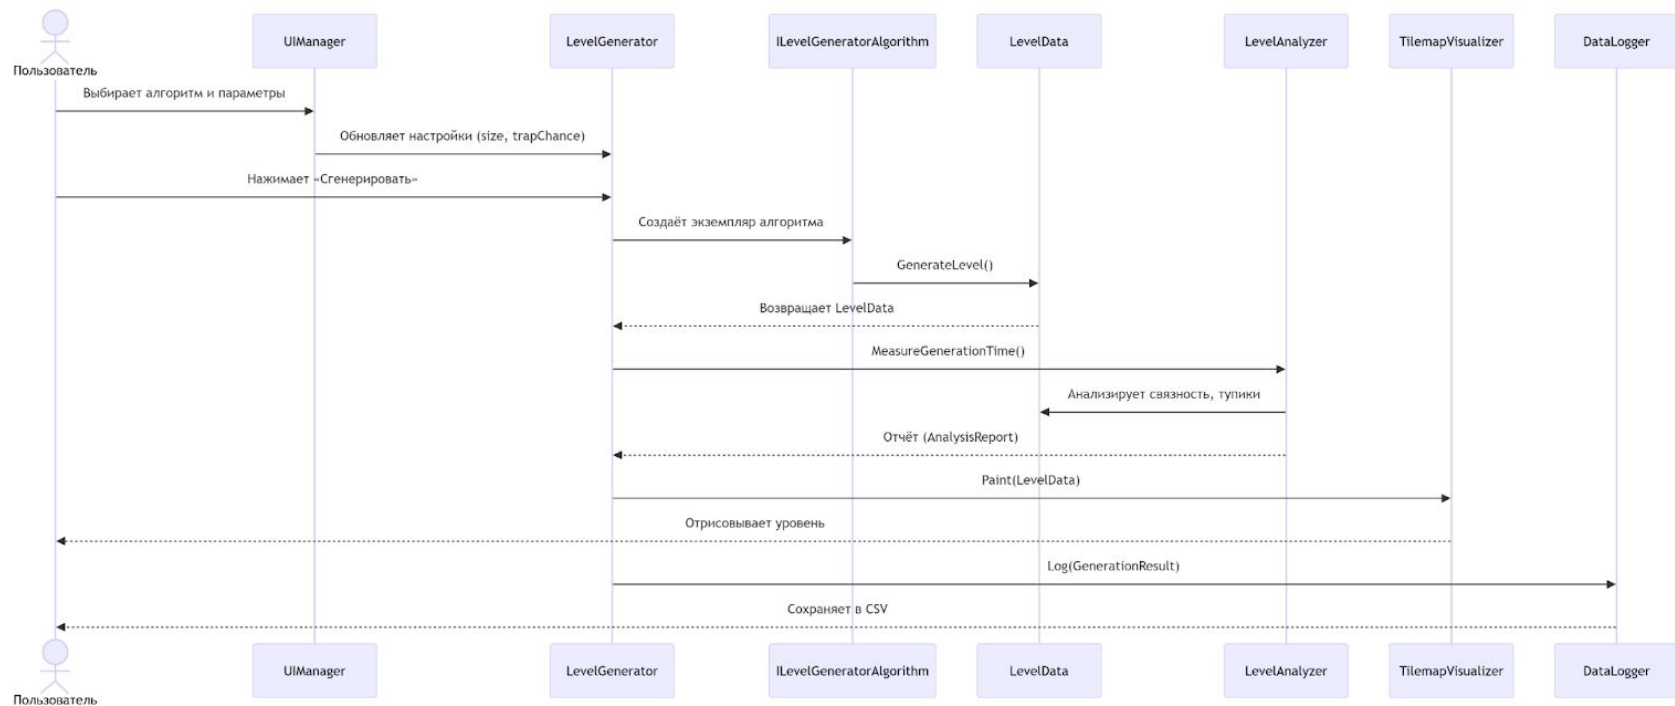 UIManager
LevelGenerator
ILevelGeneratorAlgorithm
LevelData
LevelAnalyzer
TilemapVisualizer
DataLogger
Пользователь
Выбирает алгоритм и параметры
Обновляет настройки (size, trapChance)
Нажимает «Сгенерировать»
Создаёт экземпляр алгоритма
GenerateLevel()
Возвращает LevelData
MeasureGenerationTime()
Анализирует связность, тупики
Отчёт (AnalysisReport)
Paint(LevelData)
Отрисовывает уровень
Log(GenerationResult)
Сохраняет в CSV
UIManager
LevelGenerator
ILevelGeneratorAlgorithm
LevelData
LevelAnalyzer
TilemapVisualizer
DataLogger
Пользователь